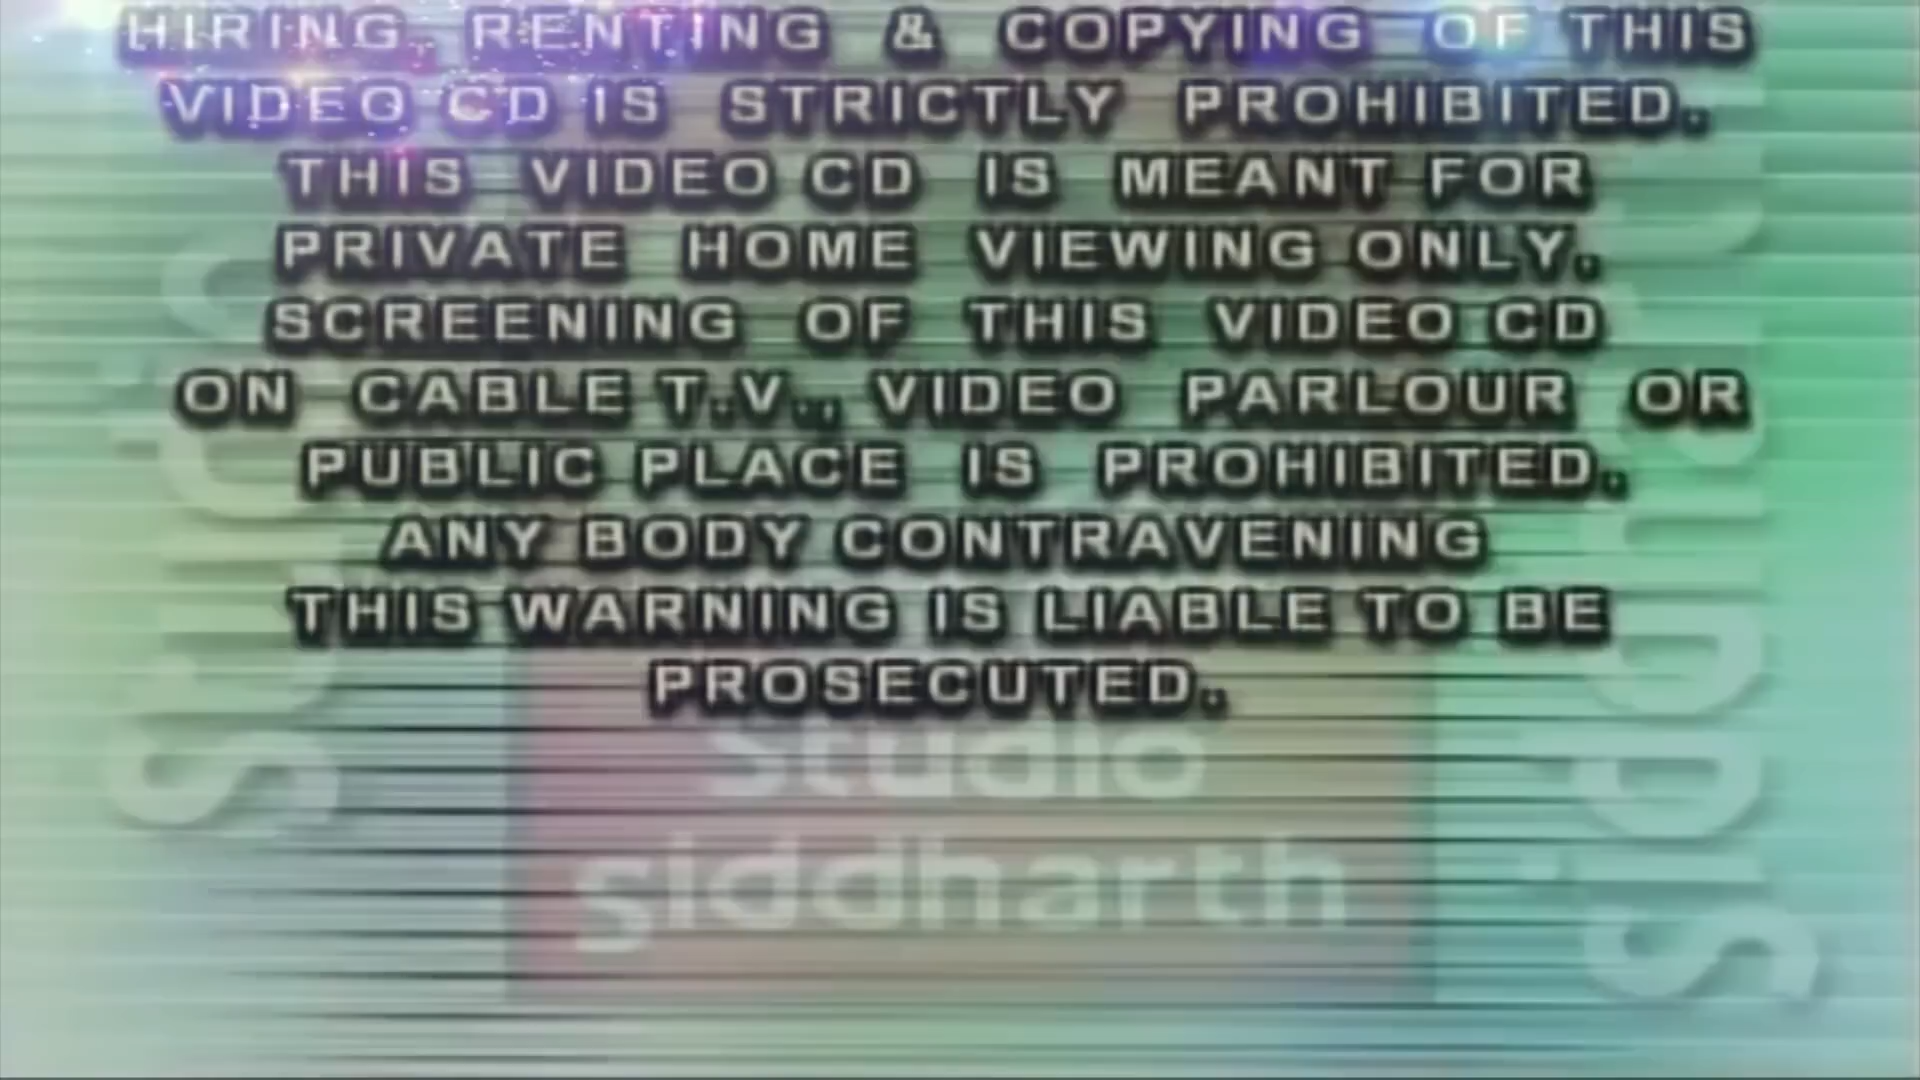 HIRING, RENTING & COPYING OF THIS
VIDEO CD IS STRICTLY PROHIBITED.
THIS VIDEO CD IS MEANT FOR
PRIVATE HOME VIEWING ONLY.
SCREENING OF THIS VIDEO CD
ON CABLE T.V., VIDEO PARLOUR OR
PUBLIC PLACE IS PROHIBITED.
ANY BODY CONTRAVENING
THIS WARNING IS LIABLE TO BE
PROSECUTED.
studio
siddharth
studio
siddharth